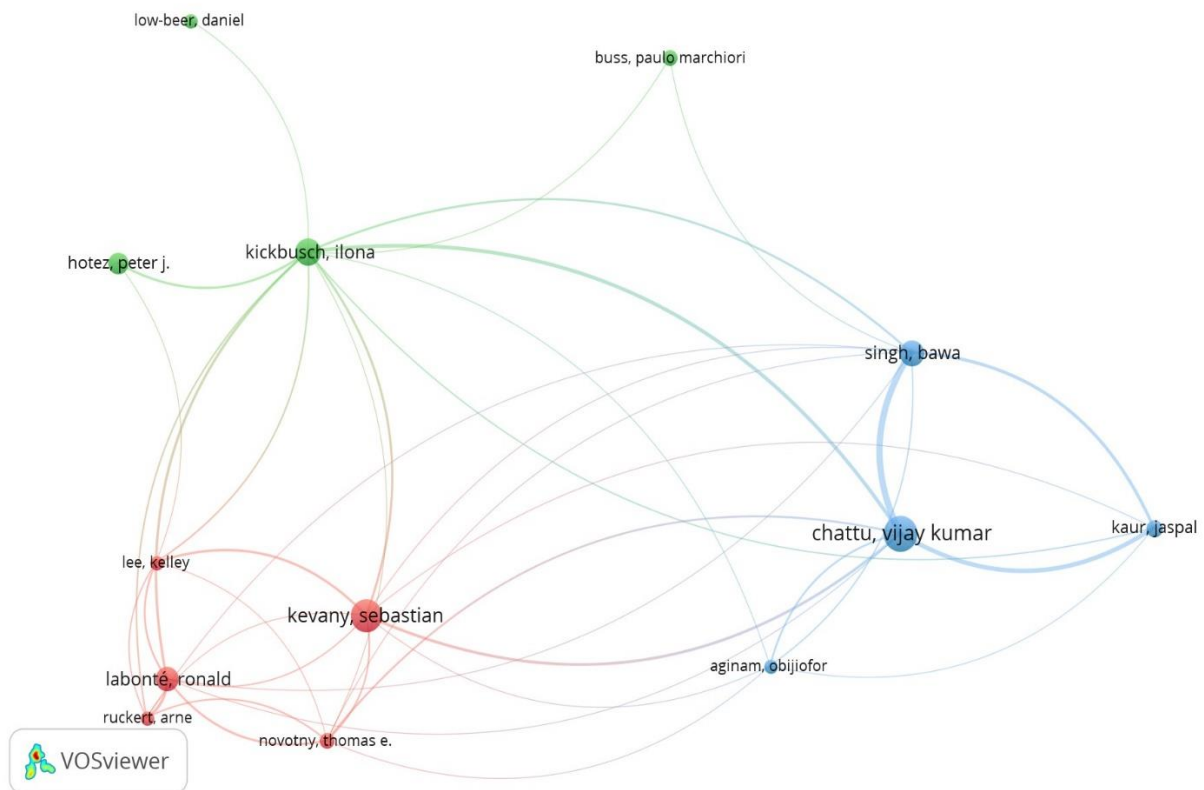 low-beer, daniel
buss, paulo marchiori
kickbusch, ilona
hotez, peter j.
singh, bawa
chattu, vijay kumar
kaur, jaspal
lee, kelley
kevany, sebastian
aginam, obijiofor
labonté, ronald
ruckert, arne
novotny, thomas e.
VOSviewer